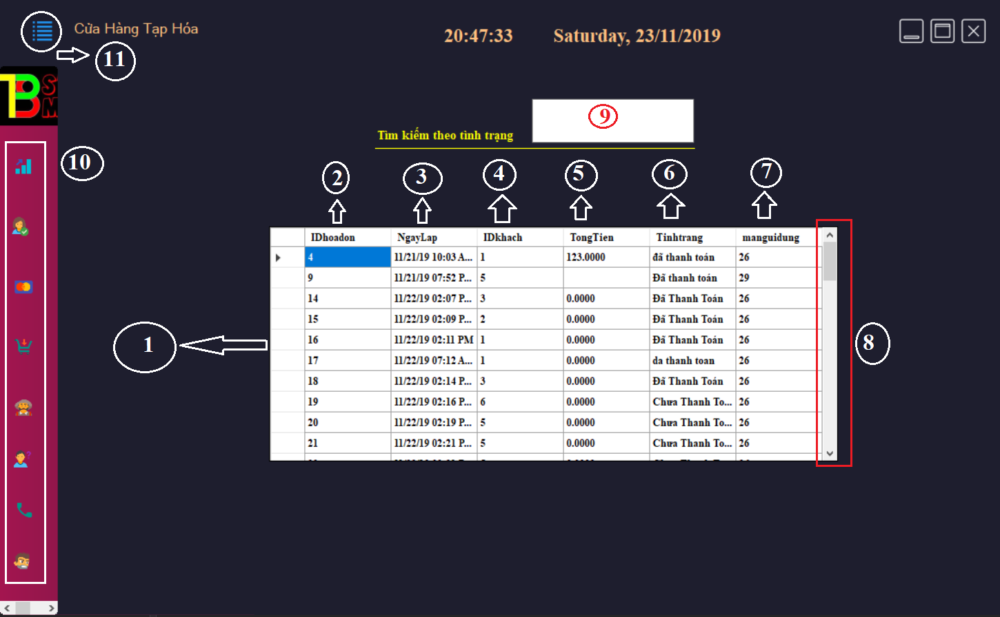 Cửa Hàng Tạp Hóa
20:47:33 Saturday, 23/11/2019
11
TB SM
9
Tìm kiếm theo tình trạng
10
2 3 4 5 6 7
IDhoadon NgayLap IDkhach TongTien Tinhtrang manguidung
4 11/21/19 10:03 A... 1 123.0000 đã thanh toán 26
9 11/21/19 07:52 P... 5 Đã thanh toán 29
14 11/22/19 02:07 P... 3 0.0000 Đã Thanh Toán 26
15 11/22/19 02:09 P... 2 0.0000 Đã Thanh Toán 26
16 11/22/19 02:11 PM 1 0.0000 Đã Thanh Toán 26
17 11/22/19 07:12 A... 1 0.0000 da thanh toan 26
18 11/22/19 02:14 P... 3 0.0000 Đã Thanh Toán 26
19 11/22/19 02:16 P... 6 0.0000 Chưa Thanh To... 26
20 11/22/19 02:19 P... 5 0.0000 Chưa Thanh To... 26
21 11/22/19 02:21 P... 5 0.0000 Chưa Thanh To... 26
1
8